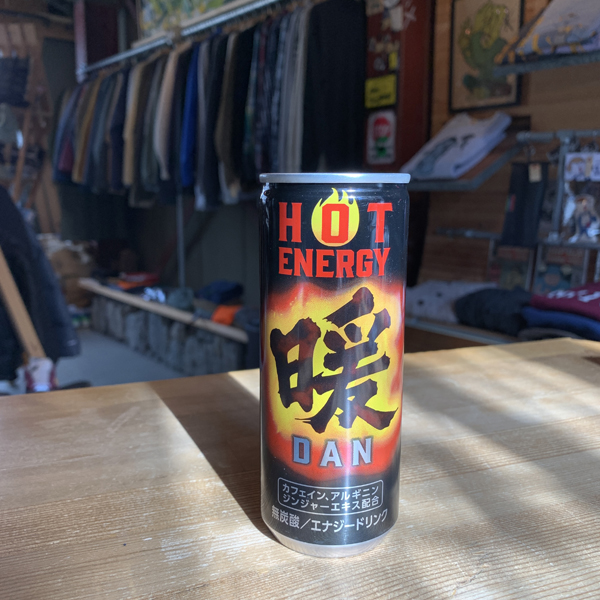 HOT
ENERGY
暖
DAN
カフェイン、アルギニン
ジンジャーエキス配合
無炭酸／エナジードリンク